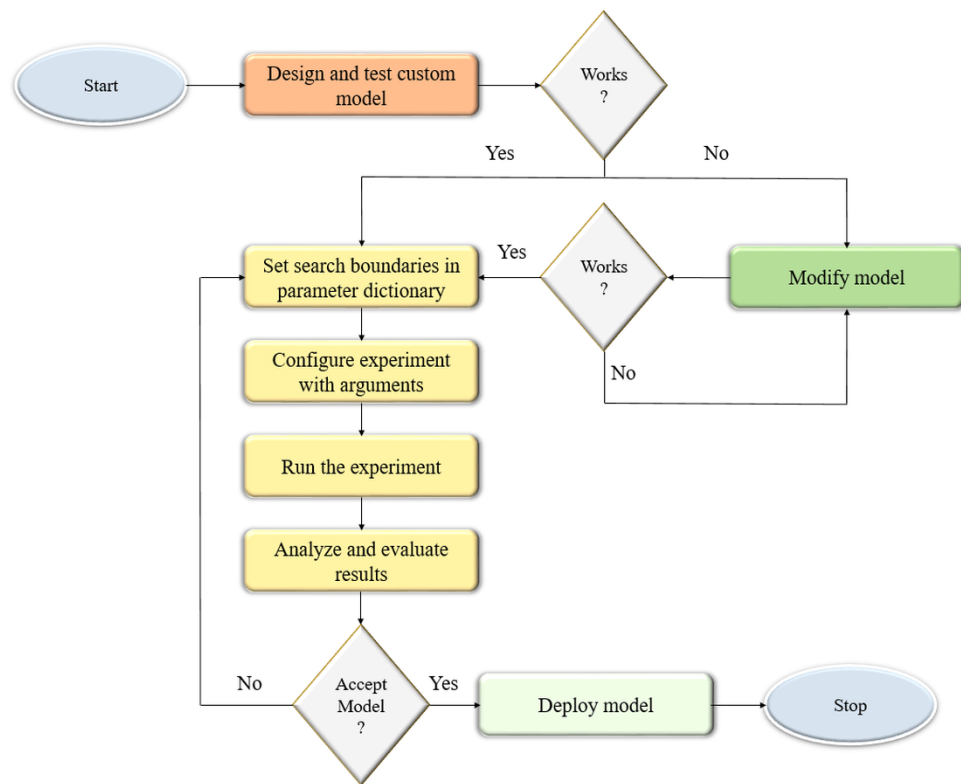 Start
Design and test custom
model
Works
?
Yes
No
Set search boundaries in
parameter dictionary
Yes
Works
?
Modify model
No
Configure experiment
with arguments
Run the experiment
Analyze and evaluate
results
No
Accept
Model
?
Yes
Deploy model
Stop